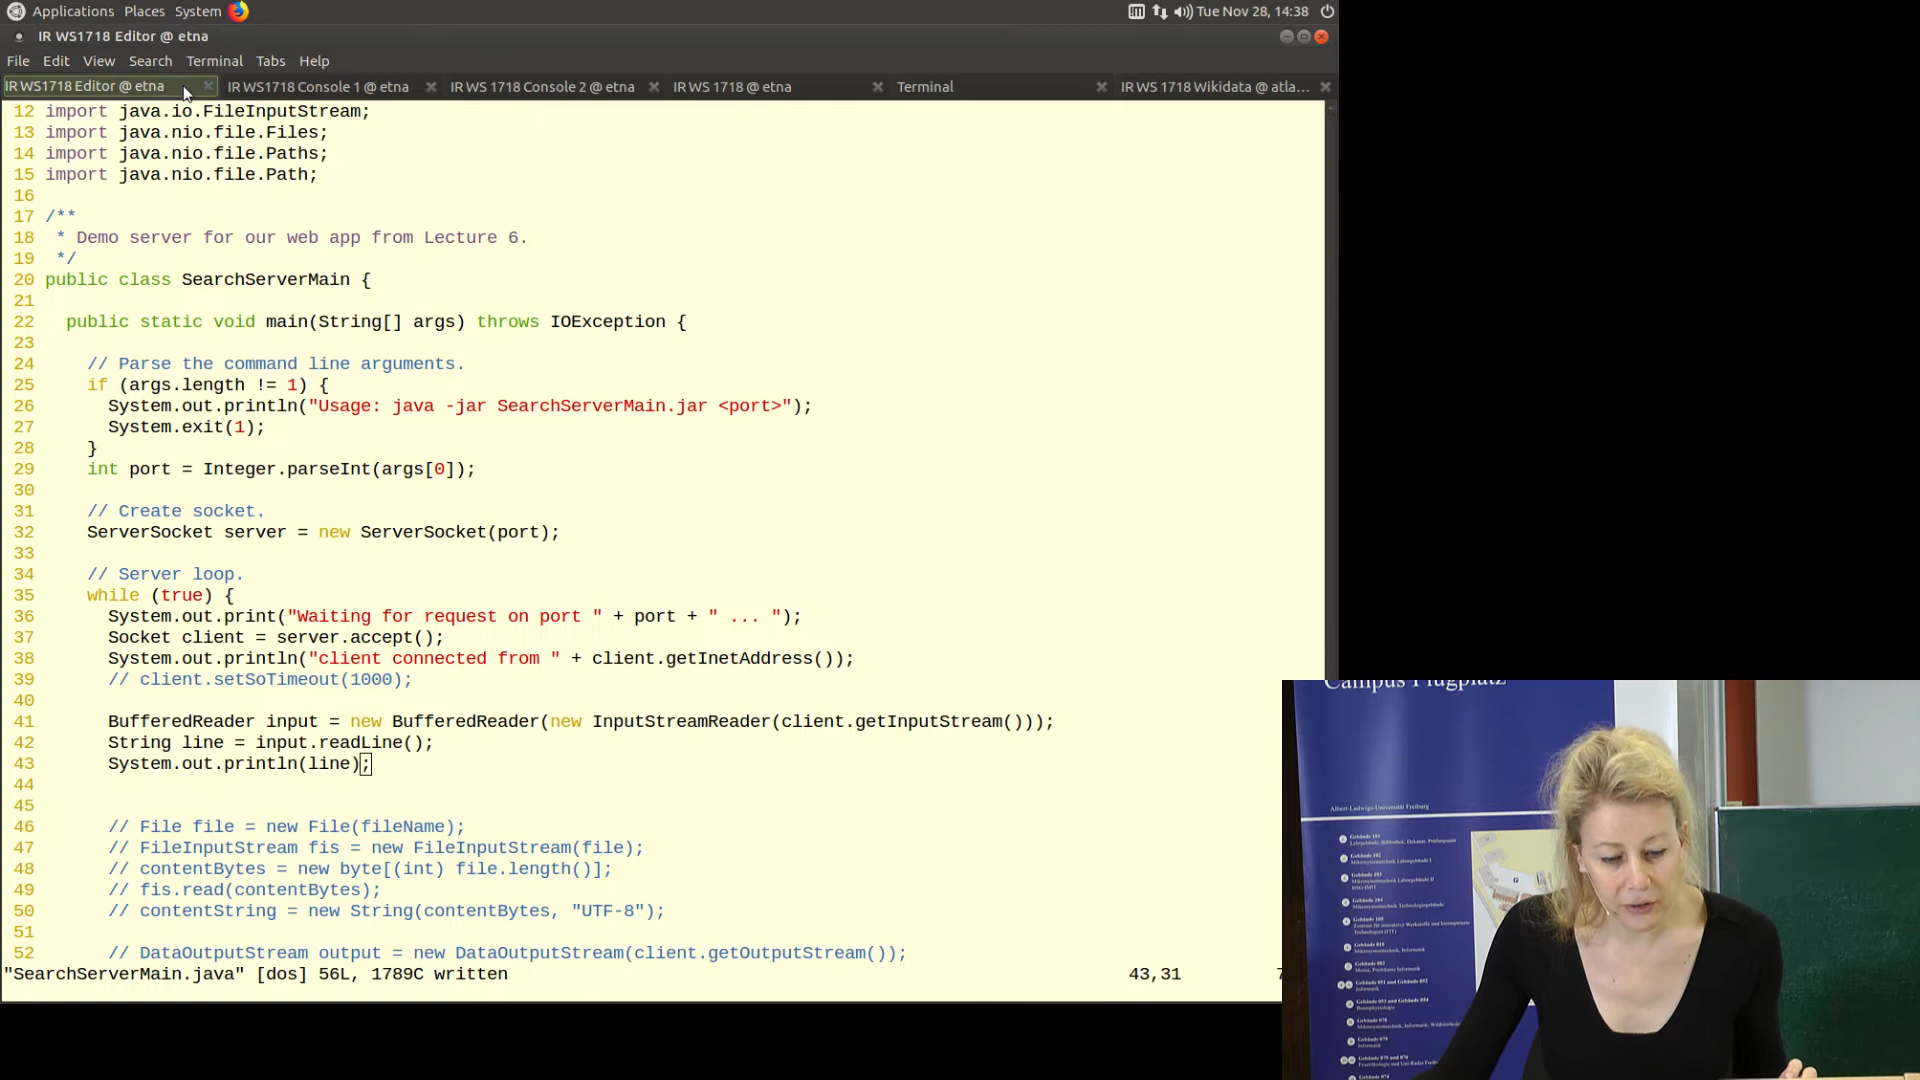 Applications Places System Tue Nov 28, 14:38
IR WS1718 Editor @ etna
File Edit View Search Terminal Tabs Help
IR WS1718 Editor @ etna IR WS1718 Console 1 @ etna IR WS 1718 Console 2 @ etna IR WS 1718 @ etna Terminal IR WS 1718 Wikidata @ atla...
12 import java.io.FileInputStream;
13 import java.nio.file.Files;
14 import java.nio.file.Paths;
15 import java.nio.file.Path;
16
17 /**
18  * Demo server for our web app from Lecture 6.
19  */
20 public class SearchServerMain {
21
22   public static void main(String[] args) throws IOException {
23
24     // Parse the command line arguments.
25     if (args.length != 1) {
26       System.out.println("Usage: java -jar SearchServerMain.jar <port>");
27       System.exit(1);
28     }
29     int port = Integer.parseInt(args[0]);
30
31     // Create socket.
32     ServerSocket server = new ServerSocket(port);
33
34     // Server loop.
35     while (true) {
36       System.out.print("Waiting for request on port " + port + " ... ");
37       Socket client = server.accept();
38       System.out.println("client connected from " + client.getInetAddress());
39       // client.setSoTimeout(1000);
40
41       BufferedReader input = new BufferedReader(new InputStreamReader(client.getInputStream()));
42       String line = input.readLine();
43       System.out.println(line);
44
45
46       // File file = new File(fileName);
47       // FileInputStream fis = new FileInputStream(file);
48       // contentBytes = new byte[(int) file.length()];
49       // fis.read(contentBytes);
50       // contentString = new String(contentBytes, "UTF-8");
51
52       // DataOutputStream output = new DataOutputStream(client.getOutputStream());
"SearchServerMain.java" [dos] 56L, 1789C written 43,31
Campus Flugplatz
Albert-Ludwigs-Universität Freiburg
Gebäude 101
Gebäude 102
Gebäude 103